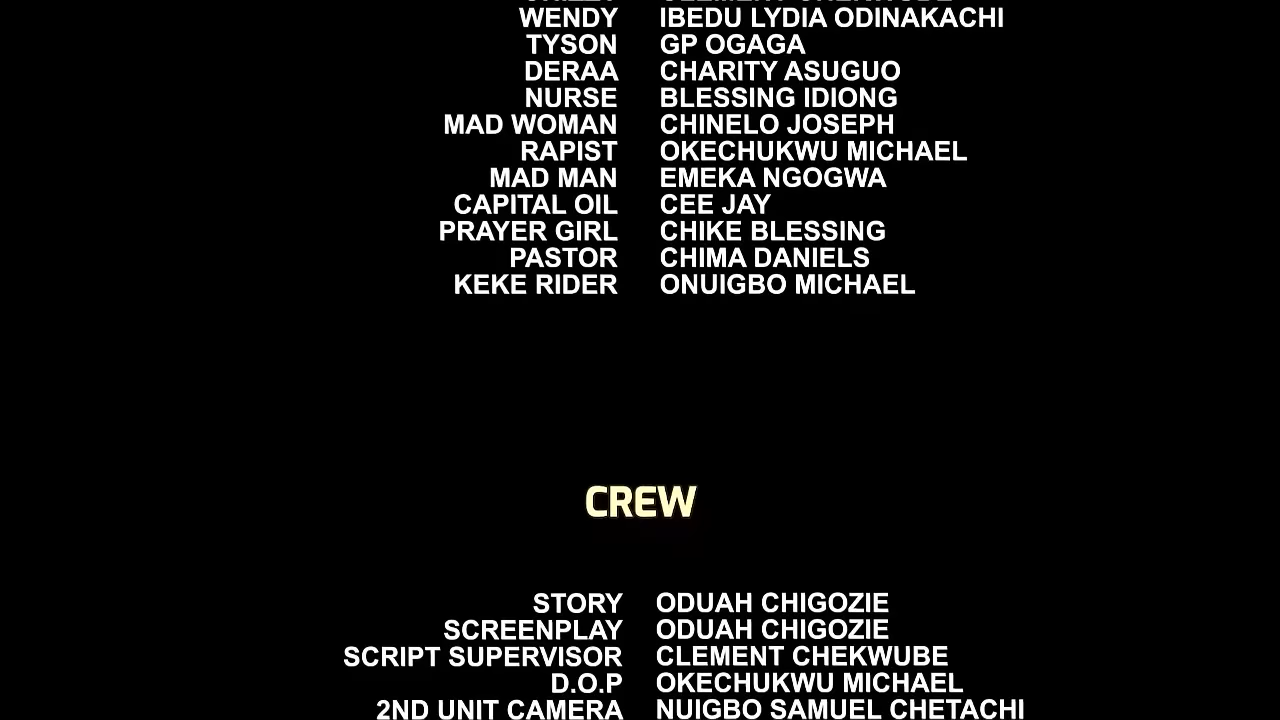 WENDY IBEDU LYDIA ODINAKACHI
TYSON GP OGAGA
DERAA CHARITY ASUGUO
NURSE BLESSING IDIONG
MAD WOMAN CHINELO JOSEPH
RAPIST OKECHUKWU MICHAEL
MAD MAN EMEKA NGOGWA
CAPITAL OIL CEE JAY
PRAYER GIRL CHIKE BLESSING
PASTOR CHIMA DANIELS
KEKE RIDER ONUIGBO MICHAEL
CREW
STORY ODUAH CHIGOZIE
SCREENPLAY ODUAH CHIGOZIE
SCRIPT SUPERVISOR CLEMENT CHEKWUBE
D.O.P OKECHUKWU MICHAEL
2ND UNIT CAMERA NUIGBO SAMUEL CHETACHI